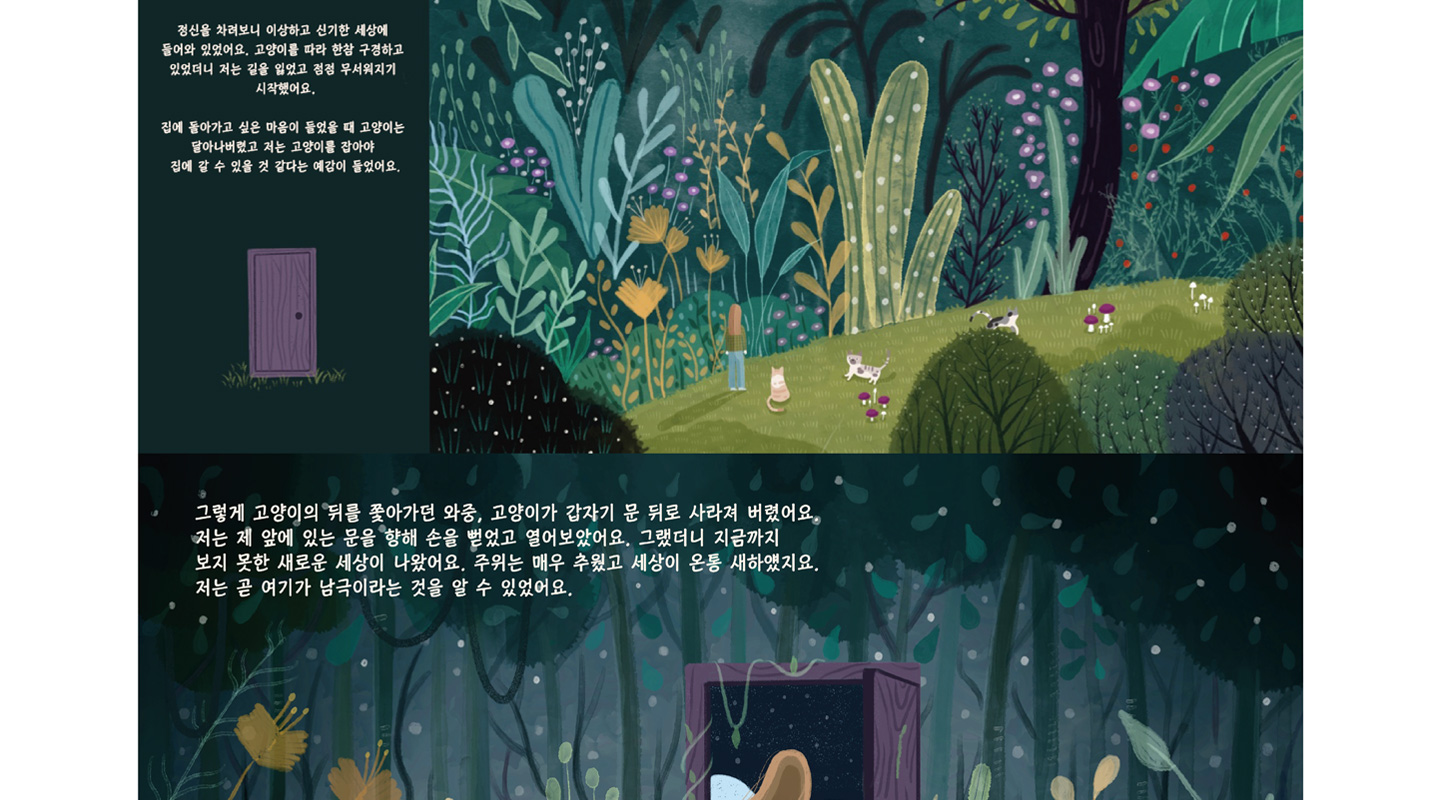 정신을 차려보니 이상하고 신기한 세상에
들어와 있었어요. 고양이를 따라 한참 구경하고
있었더니 저는 길을 잃었고 점점 무서워지기
시작했어요.
집에 돌아가고 싶은 마음이 들었을 때 고양이는
달아나버렸고 저는 고양이를 잡아야
집에 갈 수 있을 것 같다는 예감이 들었어요.
그렇게 고양이의 뒤를 쫓아가던 와중, 고양이가 갑자기 문 뒤로 사라져 버렸어요.
저는 제 앞에 있는 문을 향해 손을 뻗었고 열어보았어요. 그랬더니 지금까지
보지 못한 새로운 세상이 나왔어요. 주위는 매우 추웠고 세상이 온통 새하얬지요.
저는 곧 여기가 남극이라는 것을 알 수 있었어요.